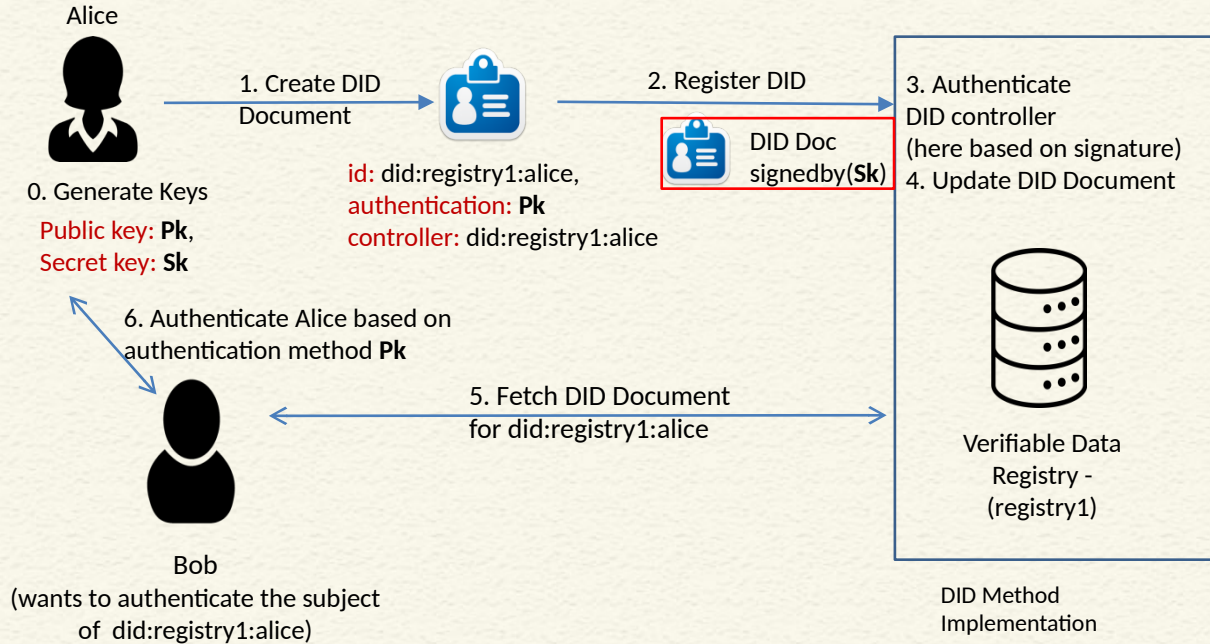 Alice
1. Create DID
Document
2. Register DID
DID Doc
signedby(Sk)
3. Authenticate
DID controller
(here based on signature)
4. Update DID Document
0. Generate Keys
Public key: Pk,
Secret key: Sk
id: did:registry1:alice,
authentication: Pk
controller: did:registry1:alice
6. Authenticate Alice based on
authentication method Pk
5. Fetch DID Document
for did:registry1:alice
Verifiable Data
Registry -
(registry1)
Bob
(wants to authenticate the subject
of did:registry1:alice)
DID Method
Implementation